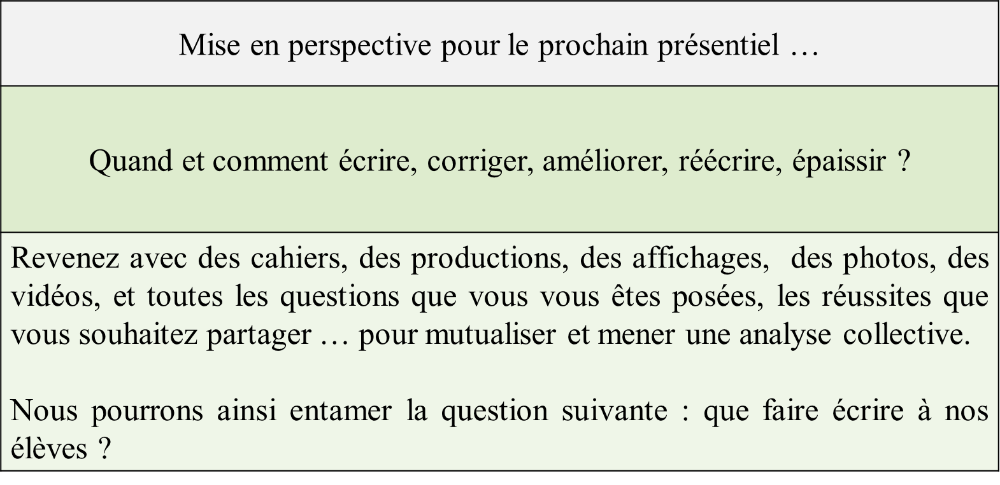 Mise en perspective pour le prochain présentiel …
Quand et comment écrire, corriger, améliorer, réécrire, épaissir ?
Revenez avec des cahiers, des productions, des affichages,  des photos, des
vidéos, et toutes les questions que vous vous êtes posées, les réussites que
vous souhaitez partager … pour mutualiser et mener une analyse collective.
Nous pourrons ainsi entamer la question suivante : que faire écrire à nos
élèves ?